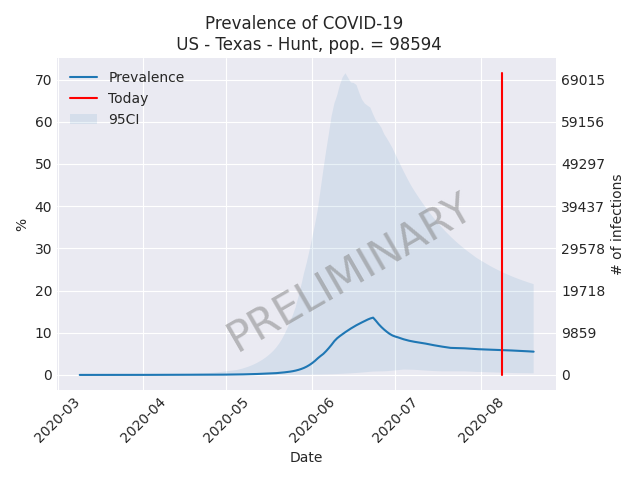 Prevalence of COVID-19
US - Texas - Hunt, pop. = 98594
Prevalence
Today
95CI
70
60
50
40
30
20
10
0
%
69015
59156
49297
39437
29578
19718
9859
0
# of infections
PRELIMINARY
2020-03
2020-04
2020-05
2020-06
2020-07
2020-08
Date